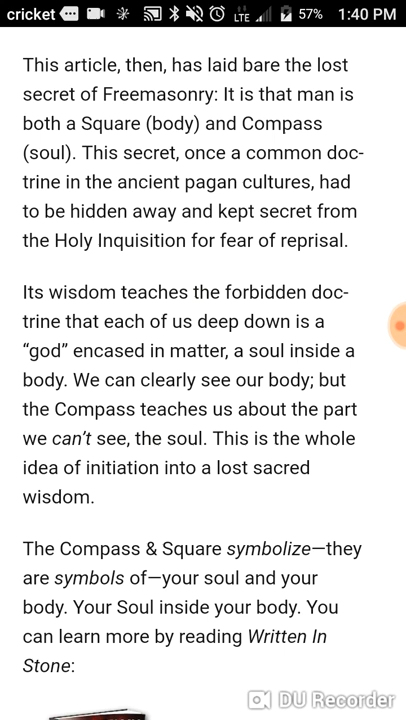 cricket LTE 57% 1:40 PM
This article, then, has laid bare the lost
secret of Freemasonry: It is that man is
both a Square (body) and Compass
(soul). This secret, once a common doc-
trine in the ancient pagan cultures, had
to be hidden away and kept secret from
the Holy Inquisition for fear of reprisal.
Its wisdom teaches the forbidden doc-
trine that each of us deep down is a
“god” encased in matter, a soul inside a
body. We can clearly see our body; but
the Compass teaches us about the part
we can’t see, the soul. This is the whole
idea of initiation into a lost sacred
wisdom.
The Compass & Square symbolize—they
are symbols of—your soul and your
body. Your Soul inside your body. You
can learn more by reading Written In
Stone:
DU Recorder